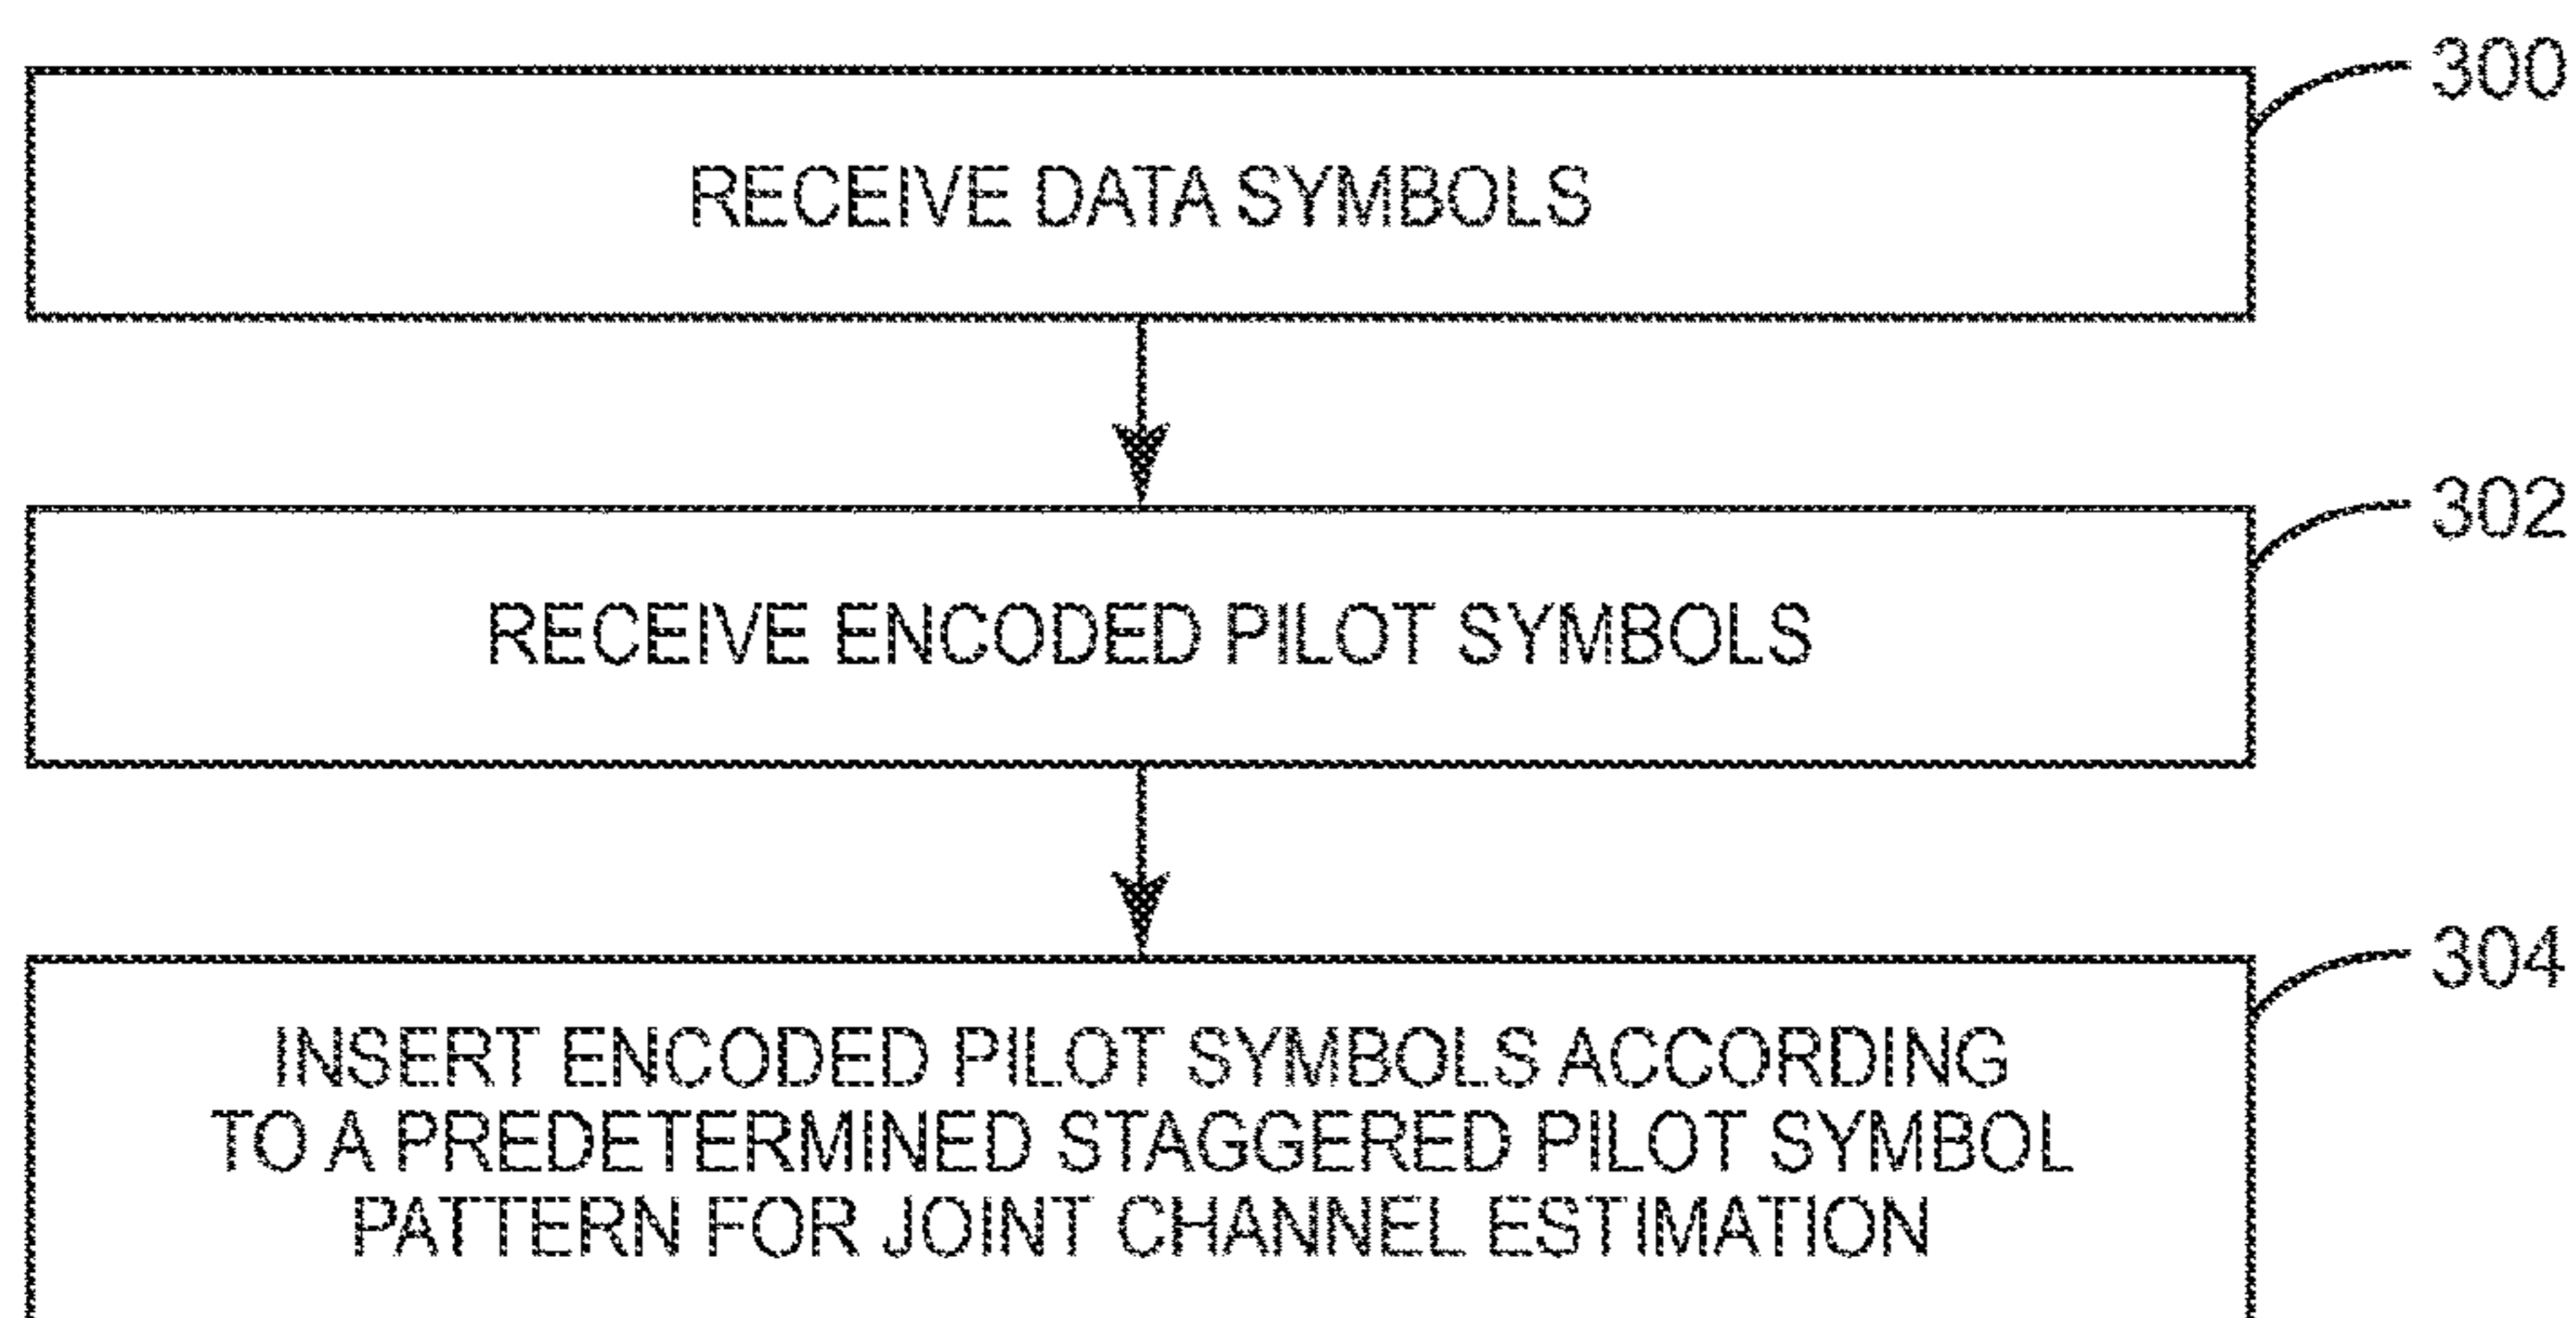 300
RECEIVE DATA SYMBOLS
302
RECEIVE ENCODED PILOT SYMBOLS
304
INSERT ENCODED PILOT SYMBOLS ACCORDING
TO A PREDETERMINED STAGGERED PILOT SYMBOL
PATTERN FOR JOINT CHANNEL ESTIMATION